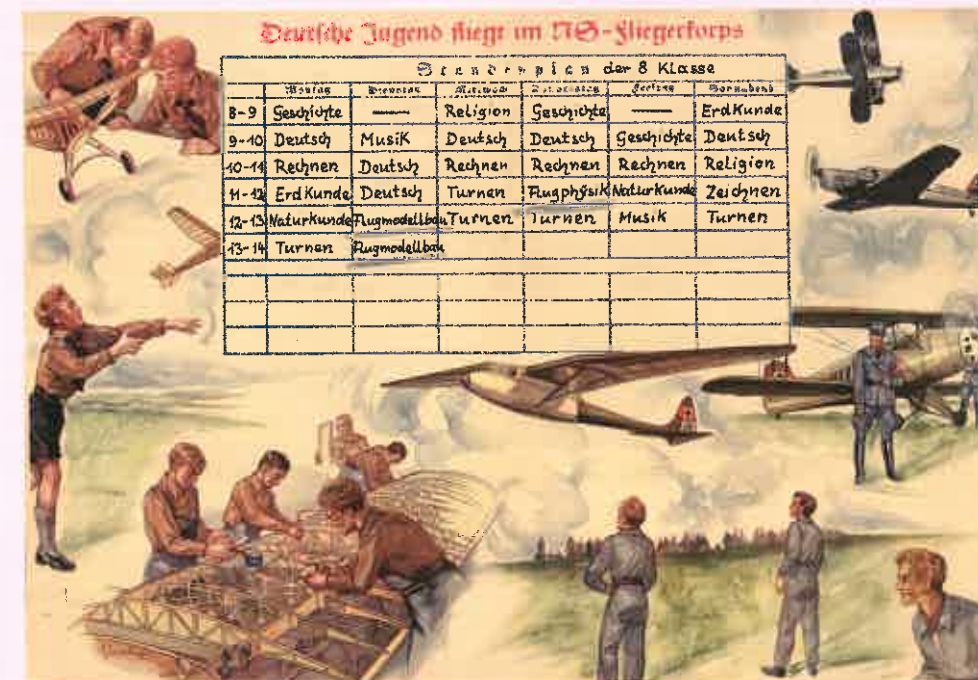 Deutsche Jugend fliegt im NS-Fliegerkorps
Stundenplan der 8 Klasse
Montag Dienstag Mittwoch Donnerstag Freitag Sonnabend
8-9 Geschichte — Religion Geschichte — Erdkunde
9-10 Deutsch Musik Deutsch Deutsch Geschichte Deutsch
10-11 Rechnen Deutsch Rechnen Rechnen Rechnen Religion
11-12 Erdkunde Deutsch Turnen Flugphysik Naturkunde Zeichnen
12-13 Naturkunde Flugmodellbau Turnen Turnen Musik Turnen
13-14 Turnen Flugmodellbau